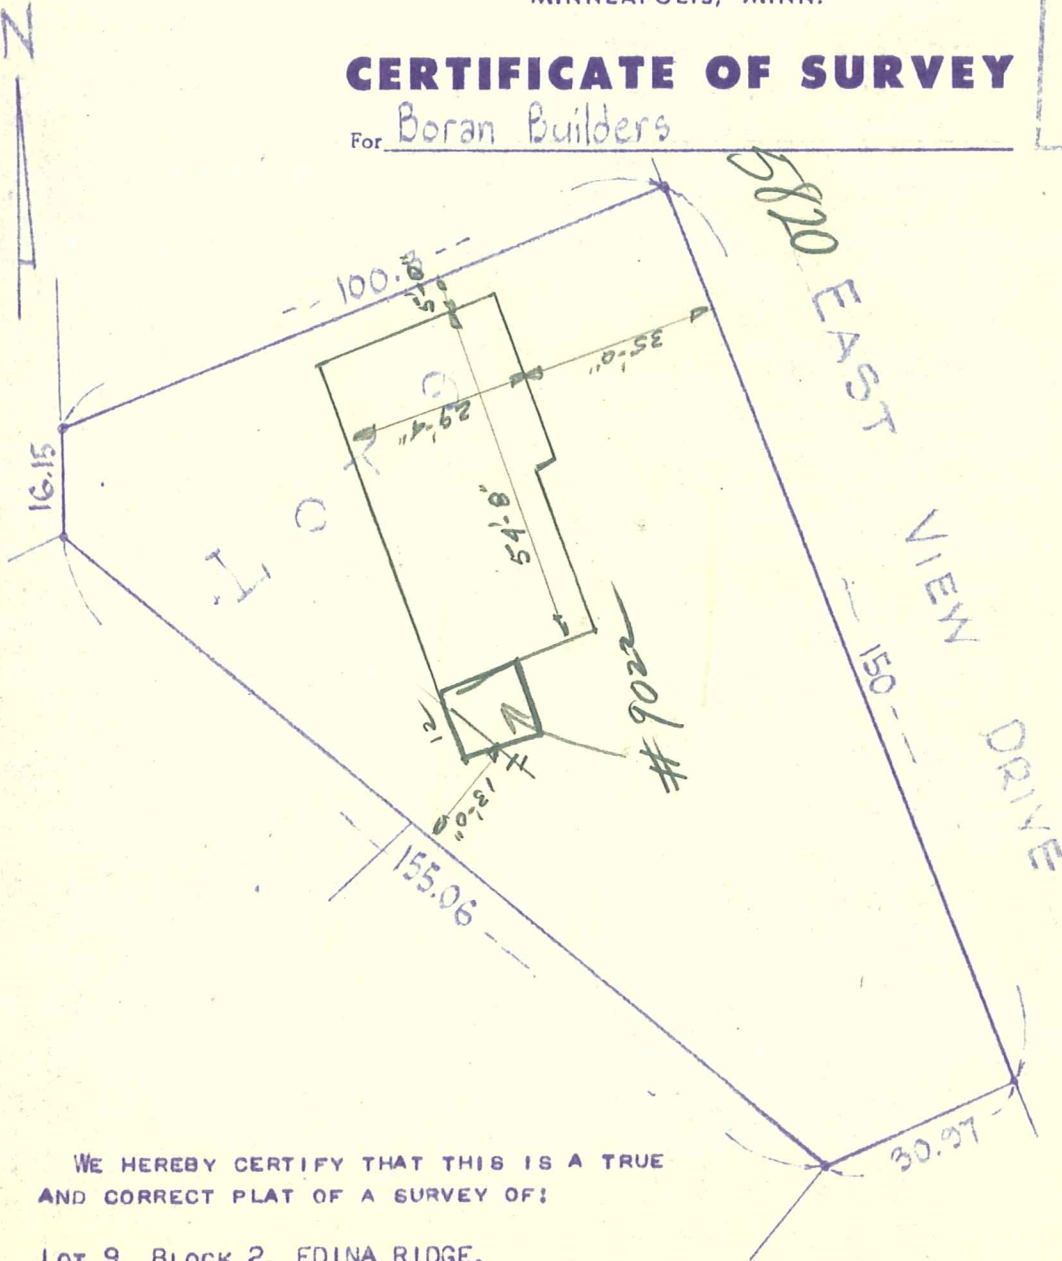 MINNEAPOLIS, MINN.
N
CERTIFICATE OF SURVEY
For Boran Builders
5820
EAST VIEW DRIVE
5'-0"
35'-0"
29'-4"
16.15
LOT 9
54'-8"
#9022
12
13'-0"
150
155.06
30.97
WE HEREBY CERTIFY THAT THIS IS A TRUE
AND CORRECT PLAT OF A SURVEY OF:
LOT 9, BLOCK 2, EDINA RIDGE.